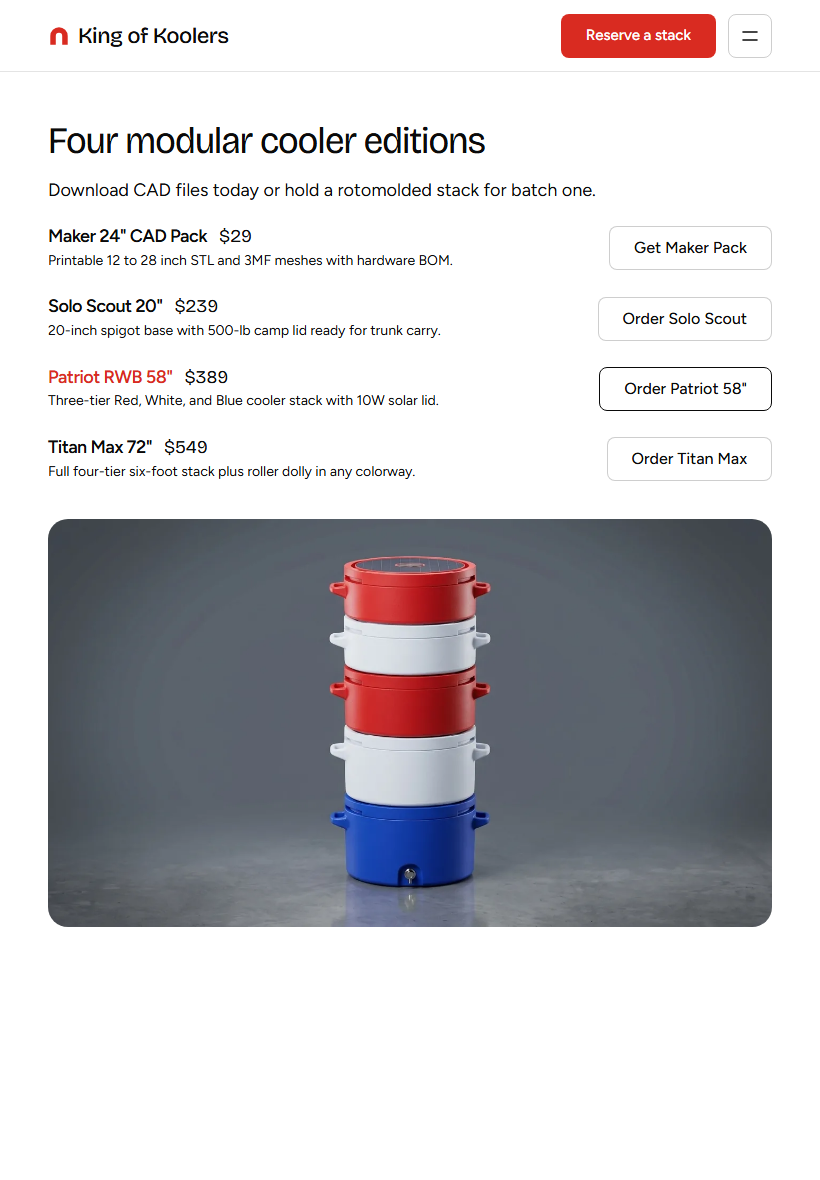 King of Koolers
Reserve a stack
Four modular cooler editions
Download CAD files today or hold a rotomolded stack for batch one.
Maker 24" CAD Pack $29
Printable 12 to 28 inch STL and 3MF meshes with hardware BOM.
Get Maker Pack
Solo Scout 20" $239
20-inch spigot base with 500-lb camp lid ready for trunk carry.
Order Solo Scout
Patriot RWB 58" $389
Three-tier Red, White, and Blue cooler stack with 10W solar lid.
Order Patriot 58"
Titan Max 72" $549
Full four-tier six-foot stack plus roller dolly in any colorway.
Order Titan Max